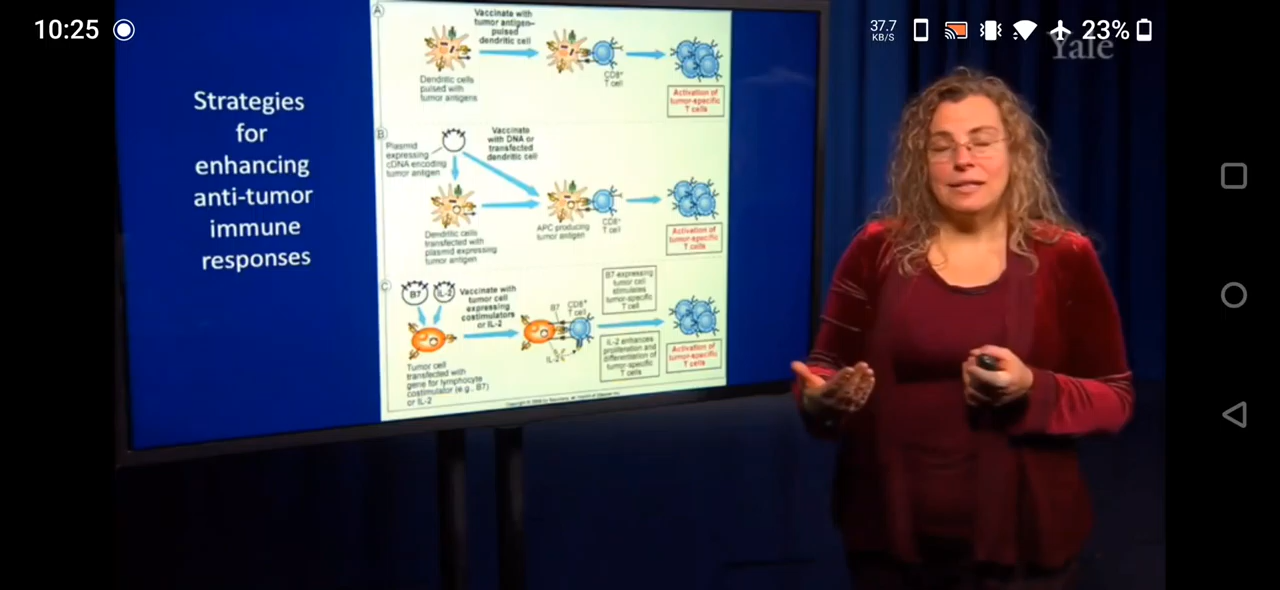 10:25
37.7
KB/S
23%
Yale
Strategies
for
enhancing
anti-tumor
immune
responses
A
Vaccinate with
tumor antigen–
pulsed
dendritic cell
Dendritic cells
pulsed with
tumor antigens
CD8+
T cell
Activation of
tumor-specific
T cells
B
Plasmid
expressing
cDNA encoding
tumor antigen
Vaccinate
with DNA or
transfected
dendritic cell
Dendritic cells
transfected with
plasmid expressing
tumor antigen
APC producing
tumor antigen
CD8+
T cell
Activation of
tumor-specific
T cells
C
B7
IL-2
Vaccinate with
tumor cell
expressing
costimulators
or IL-2
Tumor cell
transfected with
gene for lymphocyte
costimulator (e.g., B7)
or IL-2
B7
CD8+
T cell
IL-2
B7-expressing
tumor cell
stimulates
tumor-specific
T cell
IL-2 enhances
proliferation and
differentiation of
tumor-specific
T cells
Activation of
tumor-specific
T cells